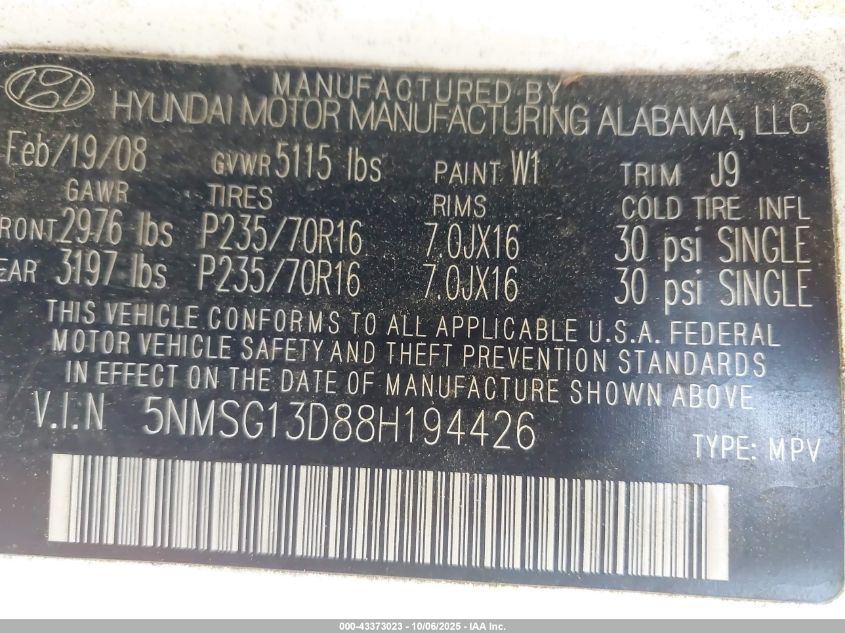 MANUFACTURED BY
HYUNDAI MOTOR MANUFACTURING ALABAMA, LLC
Feb/19/08 GVWR 5115 lbs PAINT W1 TRIM J9
GAWR TIRES RIMS COLD TIRE INFL
FRONT 2976 lbs P235/70R16 7.0JX16 30 psi SINGLE
EAR 3197 lbs P235/70R16 7.0JX16 30 psi SINGLE
THIS VEHICLE CONFORMS TO ALL APPLICABLE U.S.A. FEDERAL
MOTOR VEHICLE SAFETY AND THEFT PREVENTION STANDARDS
IN EFFECT ON THE DATE OF MANUFACTURE SHOWN ABOVE
V.I.N 5NMSG13D88H194426 TYPE: MPV
000-43373023 - 10/06/2025 - IAA Inc.